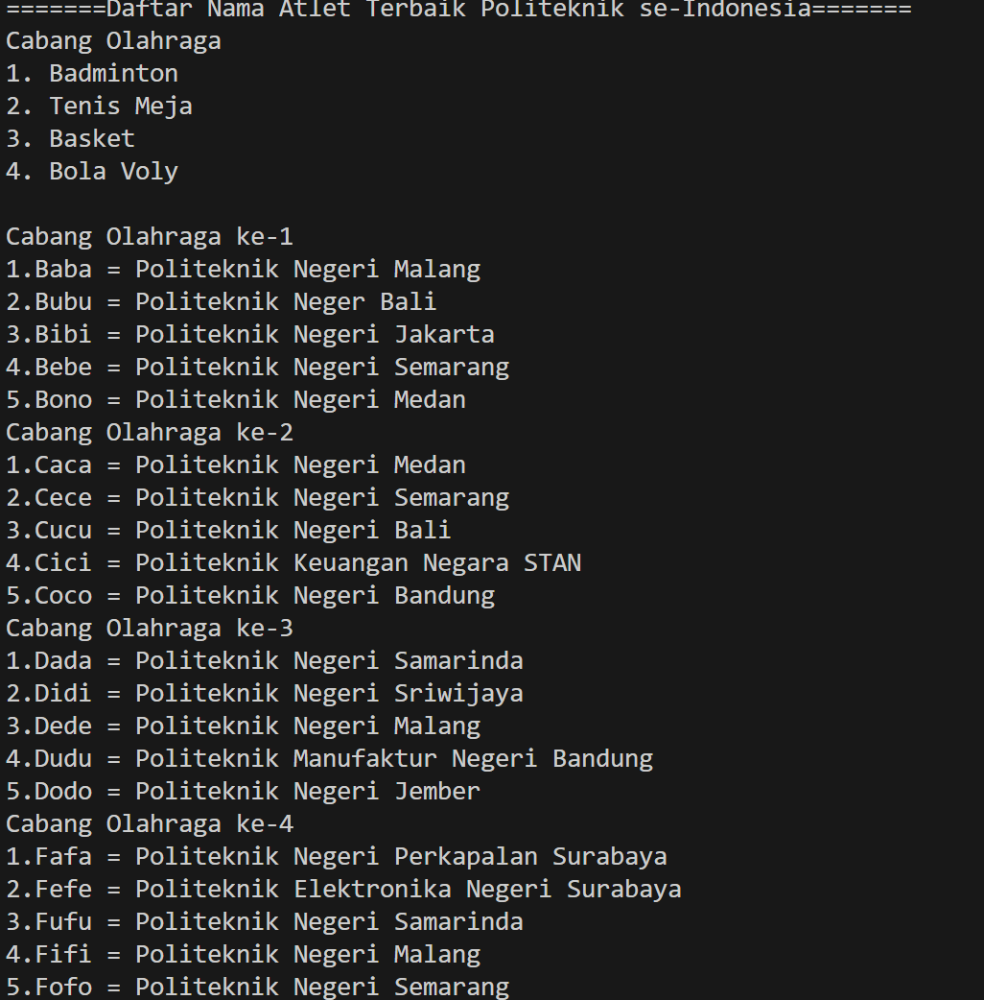 =======Daftar Nama Atlet Terbaik Politeknik se-Indonesia=======
Cabang Olahraga
1. Badminton
2. Tenis Meja
3. Basket
4. Bola Voly
Cabang Olahraga ke-1
1.Baba = Politeknik Negeri Malang
2.Bubu = Politeknik Neger Bali
3.Bibi = Politeknik Negeri Jakarta
4.Bebe = Politeknik Negeri Semarang
5.Bono = Politeknik Negeri Medan
Cabang Olahraga ke-2
1.Caca = Politeknik Negeri Medan
2.Cece = Politeknik Negeri Semarang
3.Cucu = Politeknik Negeri Bali
4.Cici = Politeknik Keuangan Negara STAN
5.Coco = Politeknik Negeri Bandung
Cabang Olahraga ke-3
1.Dada = Politeknik Negeri Samarinda
2.Didi = Politeknik Negeri Sriwijaya
3.Dede = Politeknik Negeri Malang
4.Dudu = Politeknik Manufaktur Negeri Bandung
5.Dodo = Politeknik Negeri Jember
Cabang Olahraga ke-4
1.Fafa = Politeknik Negeri Perkapalan Surabaya
2.Fefe = Politeknik Elektronika Negeri Surabaya
3.Fufu = Politeknik Negeri Samarinda
4.Fifi = Politeknik Negeri Malang
5.Fofo = Politeknik Negeri Semarang